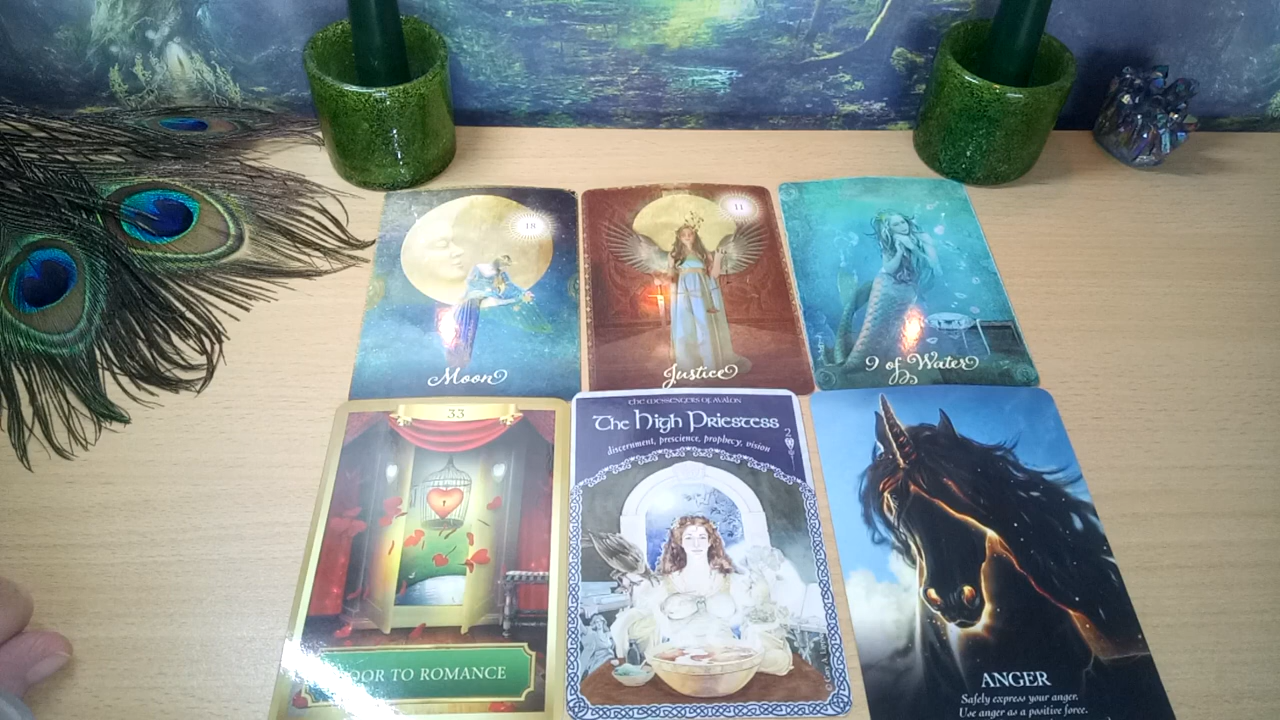 18
Moon
11
Justice
9 of Water
33
OOR TO ROMANCE
THE MESSENGERS OF AVALON
The High Priestess
2
discernment, prescience, prophecy, vision
ANGER
Safely express your anger.
Use anger as a positive force.